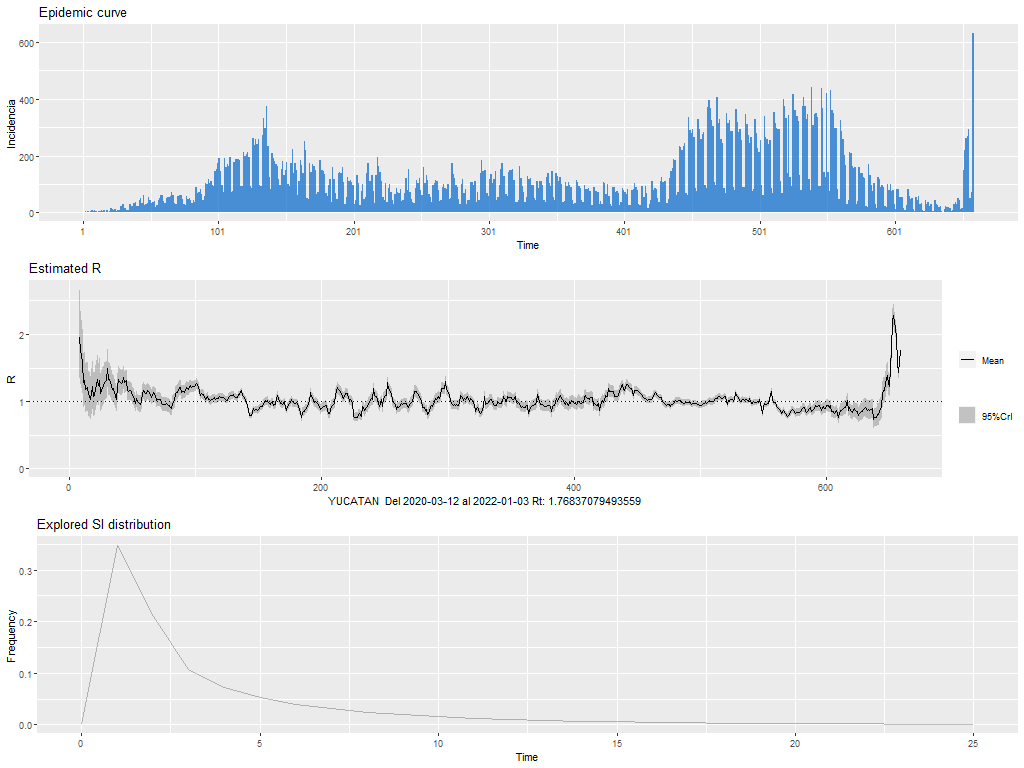 Epidemic curve
Incidencia
600
400
200
0
1
101
201
301
401
501
601
Time
Estimated R
R
2
1
0
0
200
400
600
Mean
95%CrI
YUCATAN Del 2020-03-12 al 2022-01-03 Rt: 1.76837079493559
Explored SI distribution
Frequency
0.3
0.2
0.1
0.0
0
5
10
15
20
25
Time